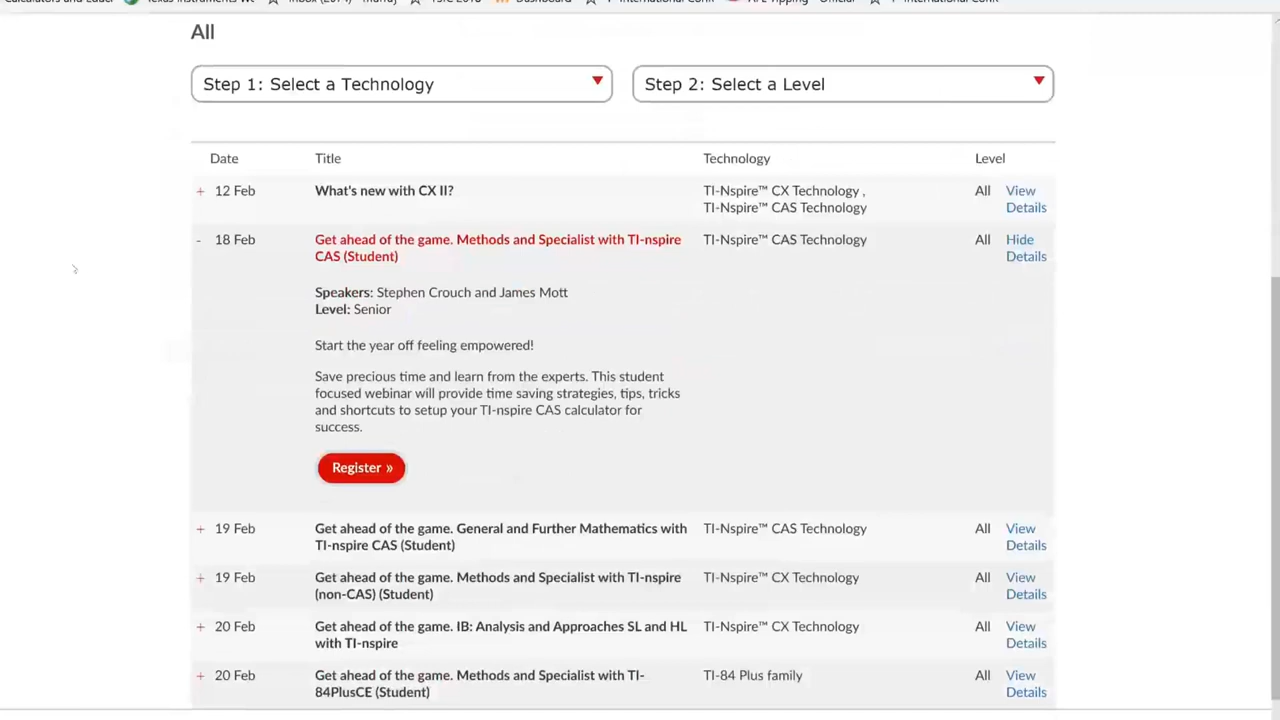 All
Step 1: Select a Technology
Step 2: Select a Level
Date Title Technology Level
+ 12 Feb What's new with CX II? TI-Nspire™ CX Technology , All View
TI-Nspire™ CAS Technology Details
- 18 Feb Get ahead of the game. Methods and Specialist with TI-nspire TI-Nspire™ CAS Technology All Hide
CAS (Student) Details
Speakers: Stephen Crouch and James Mott
Level: Senior
Start the year off feeling empowered!
Save precious time and learn from the experts. This student
focused webinar will provide time saving strategies, tips, tricks
and shortcuts to setup your TI-nspire CAS calculator for
success.
Register »
+ 19 Feb Get ahead of the game. General and Further Mathematics with TI-Nspire™ CAS Technology All View
TI-nspire CAS (Student) Details
+ 19 Feb Get ahead of the game. Methods and Specialist with TI-nspire TI-Nspire™ CX Technology All View
(non-CAS) (Student) Details
+ 20 Feb Get ahead of the game. IB: Analysis and Approaches SL and HL TI-Nspire™ CX Technology All View
with TI-nspire Details
+ 20 Feb Get ahead of the game. Methods and Specialist with TI- TI-84 Plus family All View
84PlusCE (Student) Details